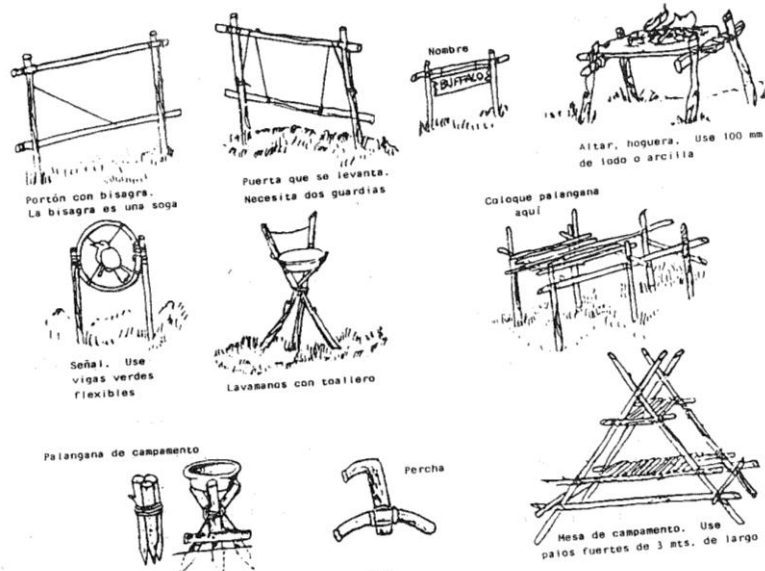 Nombre
BUFFALO
Portón con bisagra.
La bisagra es una soga
Puerta que se levanta.
Necesita dos guardias
Altar, hoguera. Use 100 mm
de lodo o arcilla
Coloque palangana
aquí
Señal. Use
vigas verdes
flexibles
Lavamanos con toallero
Palangana de campamento
Percha
Mesa de campamento. Use
palos fuertes de 3 mts. de largo